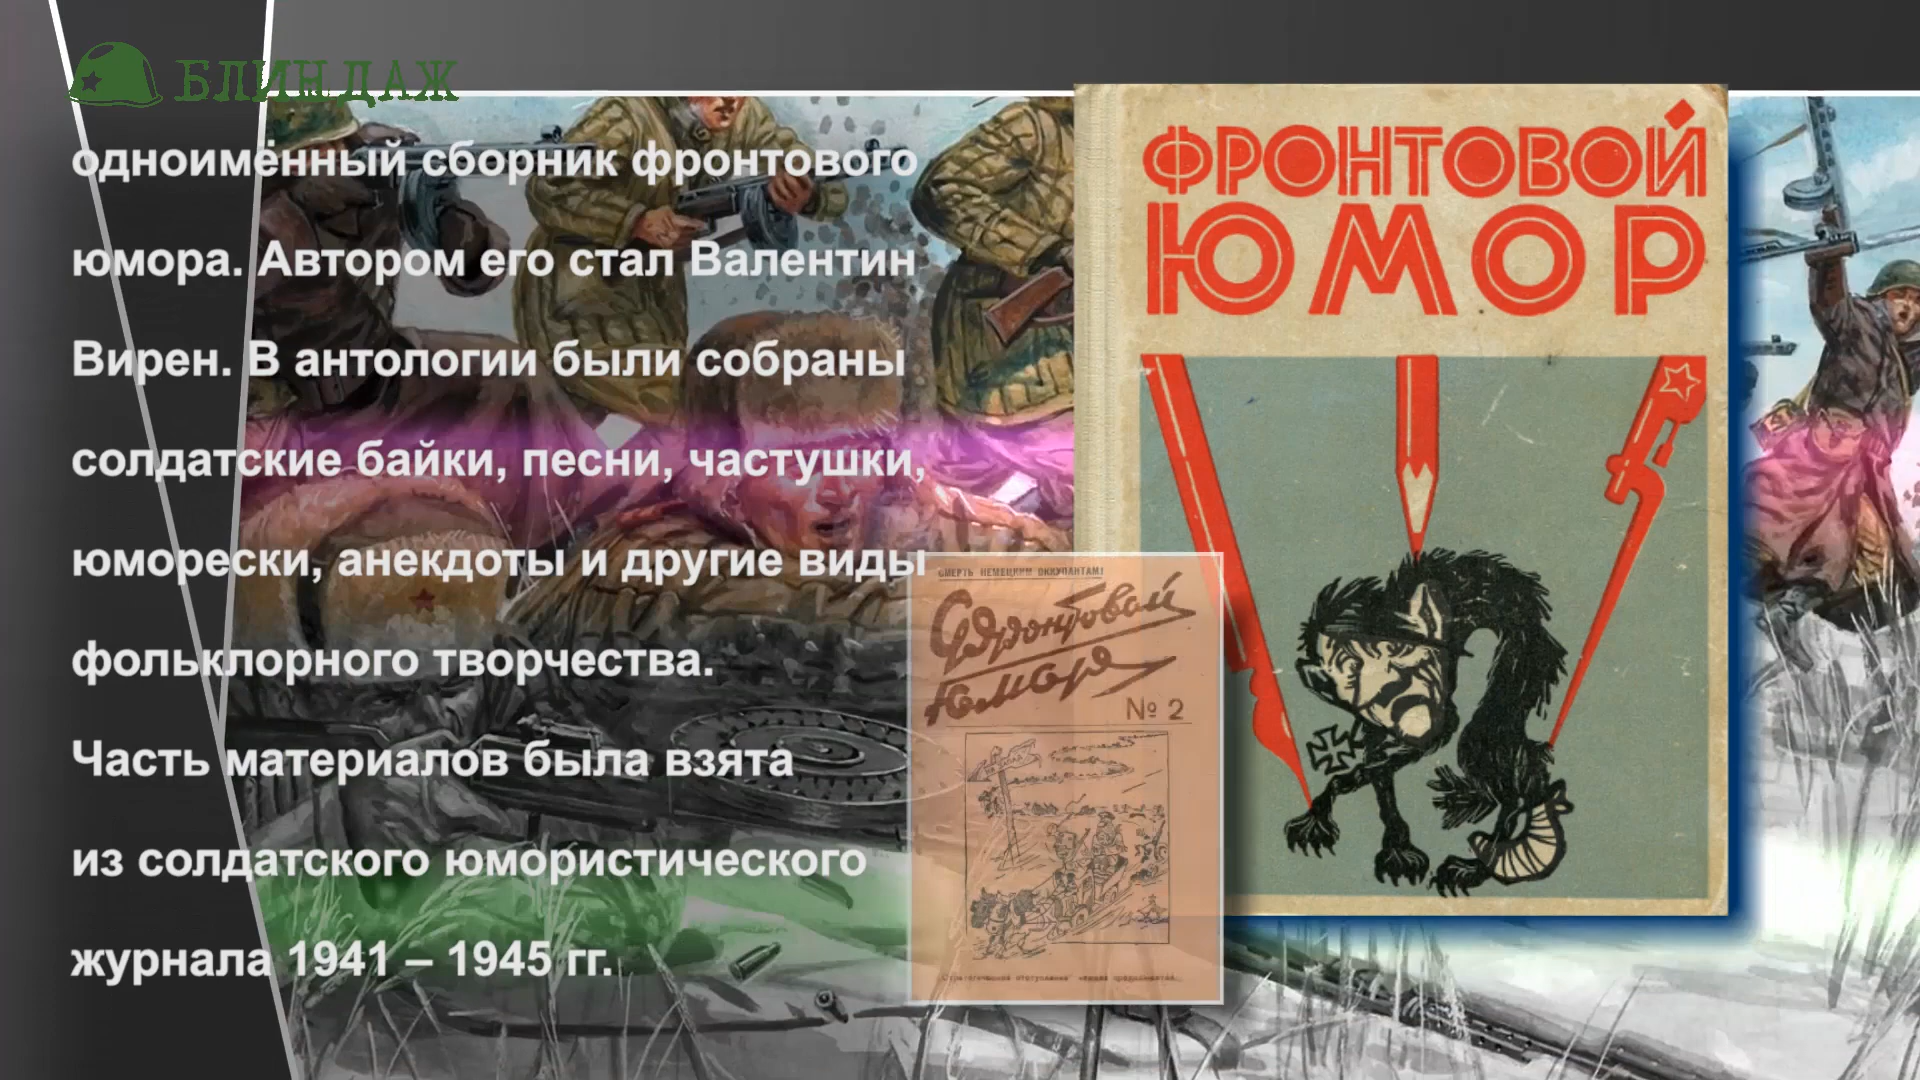 БЛИНДАЖ
одноимённый сборник фронтового
юмора. Автором его стал Валентин
Вирен. В антологии были собраны
солдатские байки, песни, частушки,
юморески, анекдоты и другие виды
фольклорного творчества.
Часть материалов была взята
из солдатского юмористического
журнала 1941 – 1945 гг.
ФРОНТОВОЙ
ЮМОР
СМЕРТЬ НЕМЕЦКИМ ОККУПАНТАМ!
Фронтовой
Юмор
№ 2